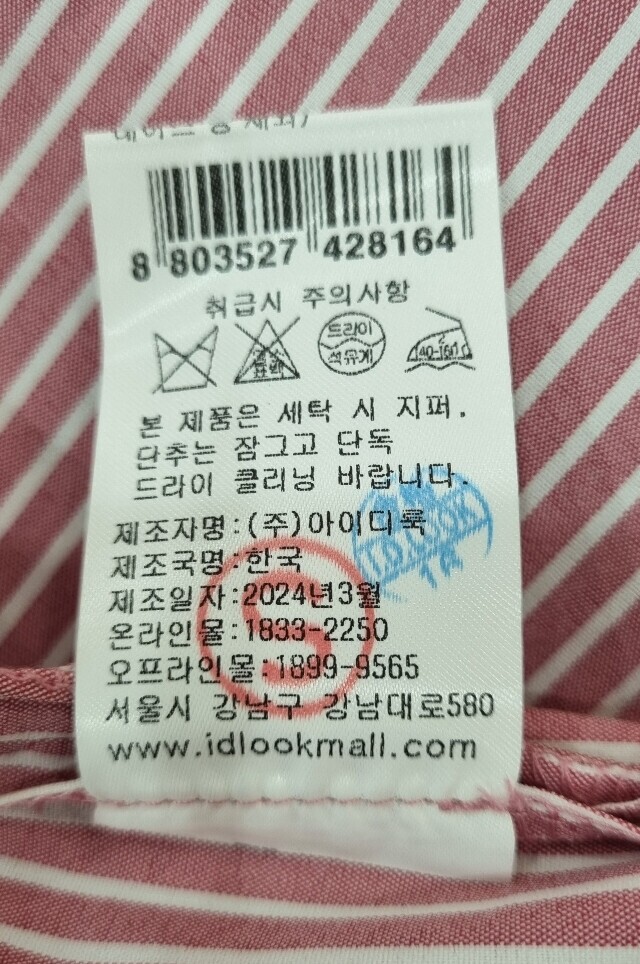 8 803527 428164
취급시 주의사항
드라이
석유계
2
140-160℃
본 제품은 세탁 시 지퍼.
단추는 잠그고 단독
드라이 클리닝 바랍니다.
제조자명:(주)아이디룩
제조국명:한국
제조일자:2024년3월
온라인몰:1833-2250
오프라인몰:1899-9565
서울시 강남구 강남대로580
www.idlookmall.com
S